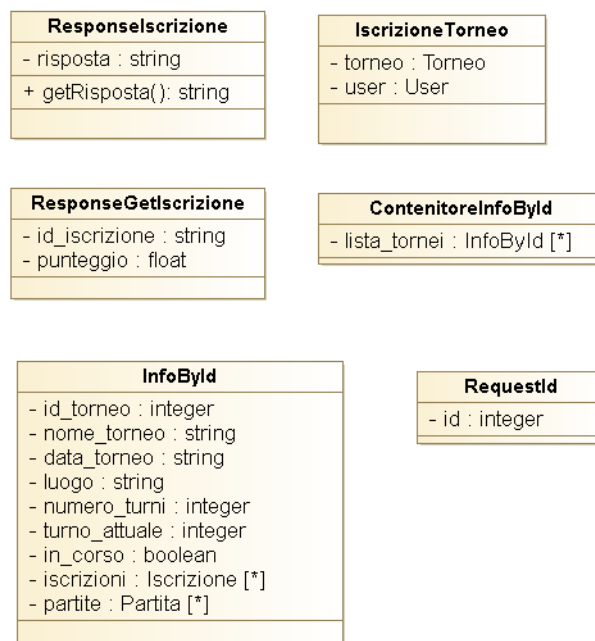 ResponseIscrizione
- risposta : string
+ getRisposta(): string
IscrizioneTorneo
- torneo : Torneo
- user : User
ResponseGetIscrizione
- id_iscrizione : string
- punteggio : float
ContenitoreInfoById
- lista_tornei : InfoById [*]
InfoById
- id_torneo : integer
- nome_torneo : string
- data_torneo : string
- luogo : string
- numero_turni : integer
- turno_attuale : integer
- in_corso : boolean
- iscrizioni : Iscrizione [*]
- partite : Partita [*]
RequestId
- id : integer